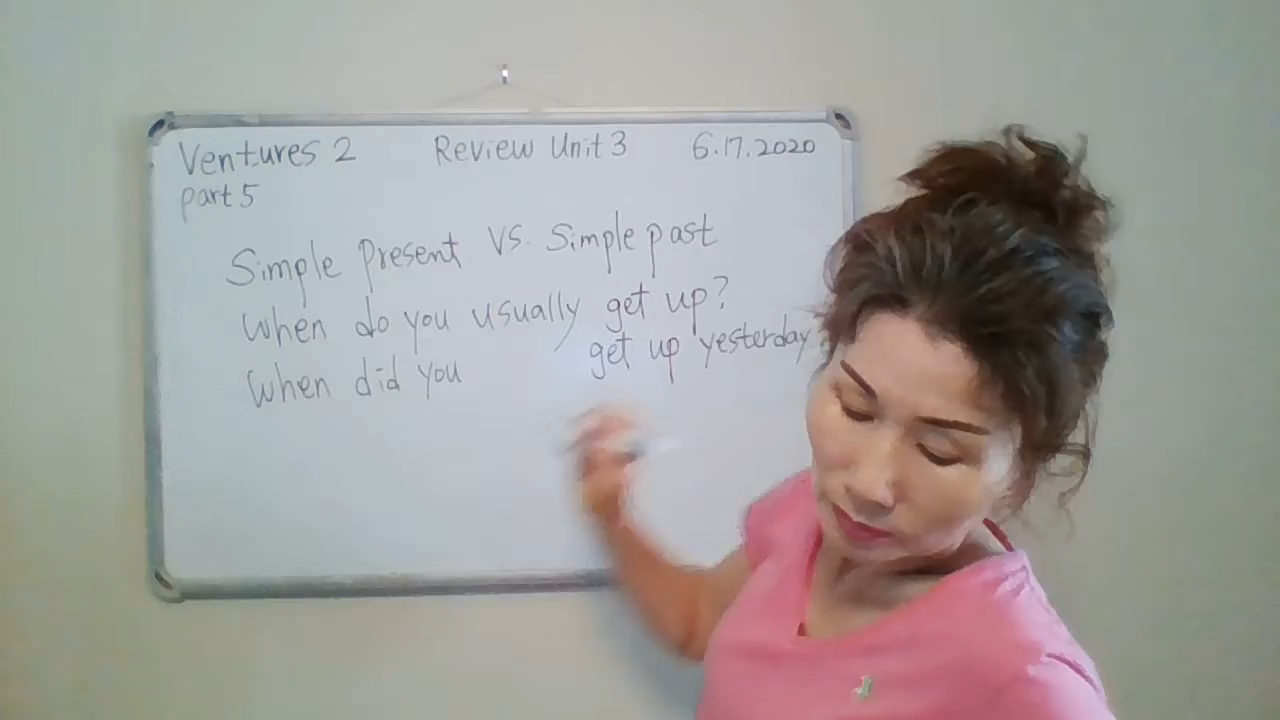 Ventures 2 Review Unit 3 6.17.2020
part 5
Simple present VS. Simple past
When do you usually get up?
When did you get up yesterday